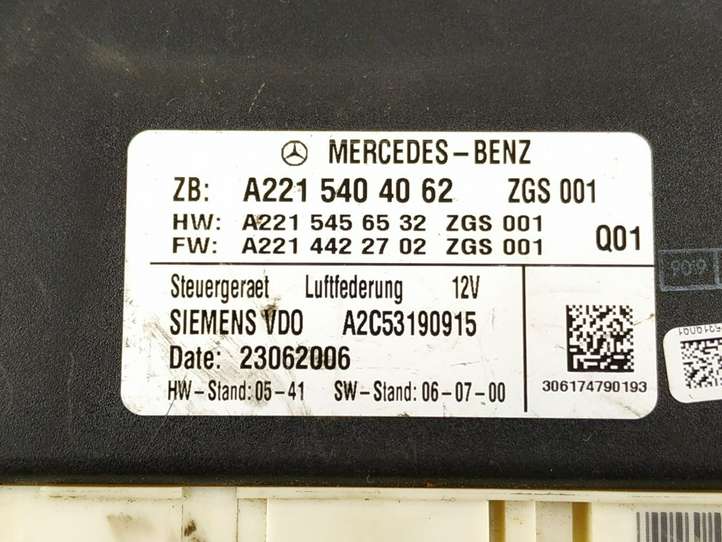 MERCEDES-BENZ
ZB: A221 540 40 62 ZGS 001
HW: A221 545 65 32 ZGS 001
FW: A221 442 27 02 ZGS 001
Q01
Steuergeraet Luftfederung 12V
SIEMENS VDO A2C53190915
Date: 23062006
HW-Stand: 05-41 SW-Stand: 06-07-00
306174790193